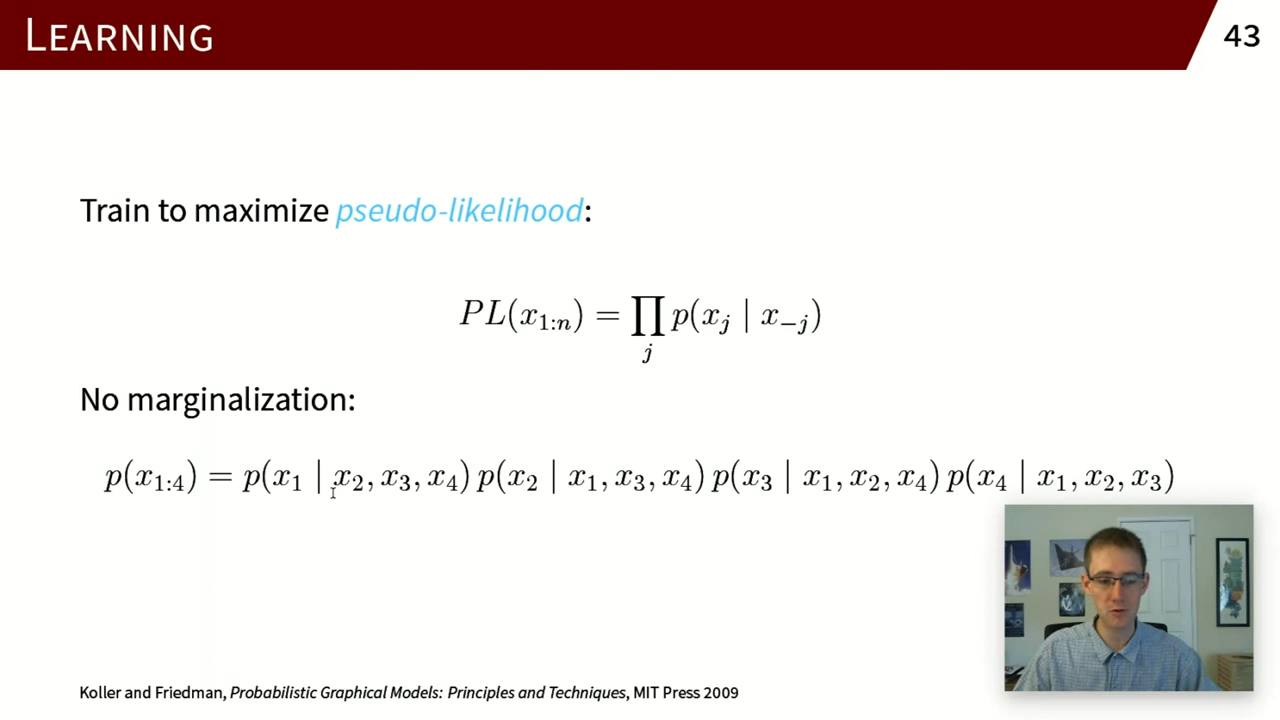 LEARNING
43
Train to maximize pseudo-likelihood:
PL(x_{1:n}) = ∏_j p(x_j | x_{−j})
No marginalization:
p(x_{1:4}) = p(x_1 | x_2, x_3, x_4) p(x_2 | x_1, x_3, x_4) p(x_3 | x_1, x_2, x_4) p(x_4 | x_1, x_2, x_3)
Koller and Friedman, Probabilistic Graphical Models: Principles and Techniques, MIT Press 2009